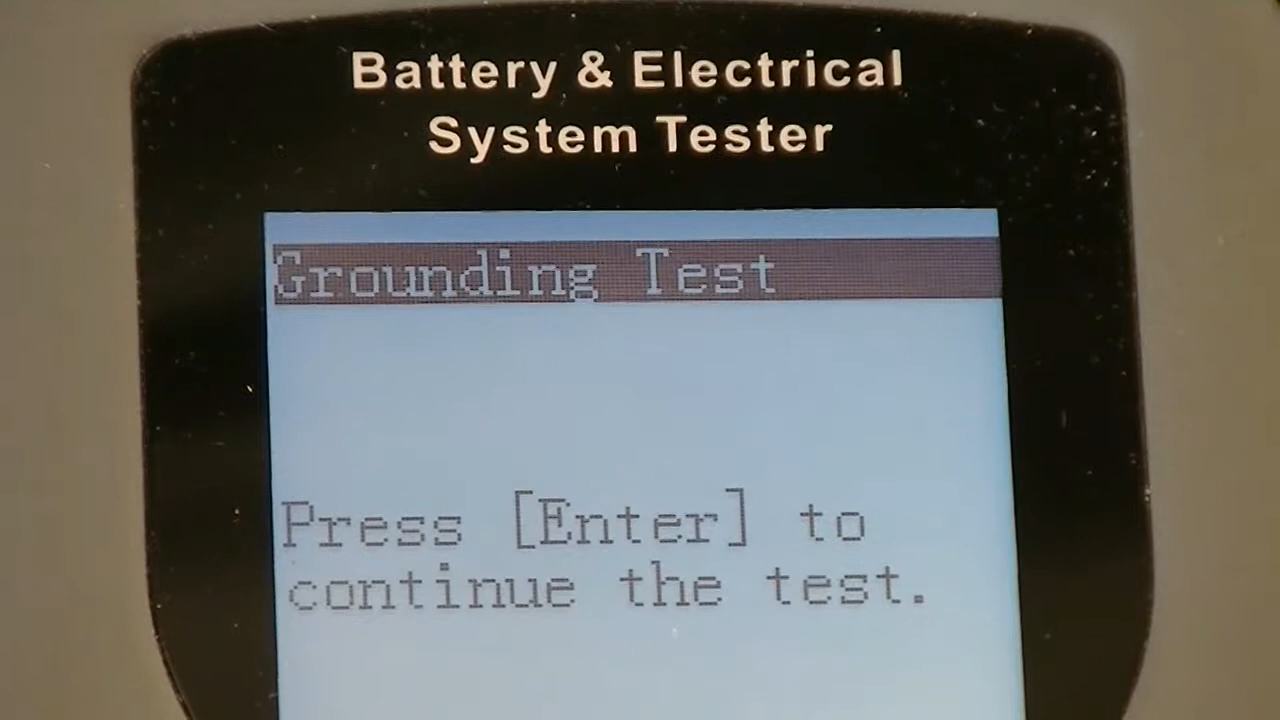 Battery & Electrical
System Tester
Grounding Test
Press [Enter] to
continue the test.